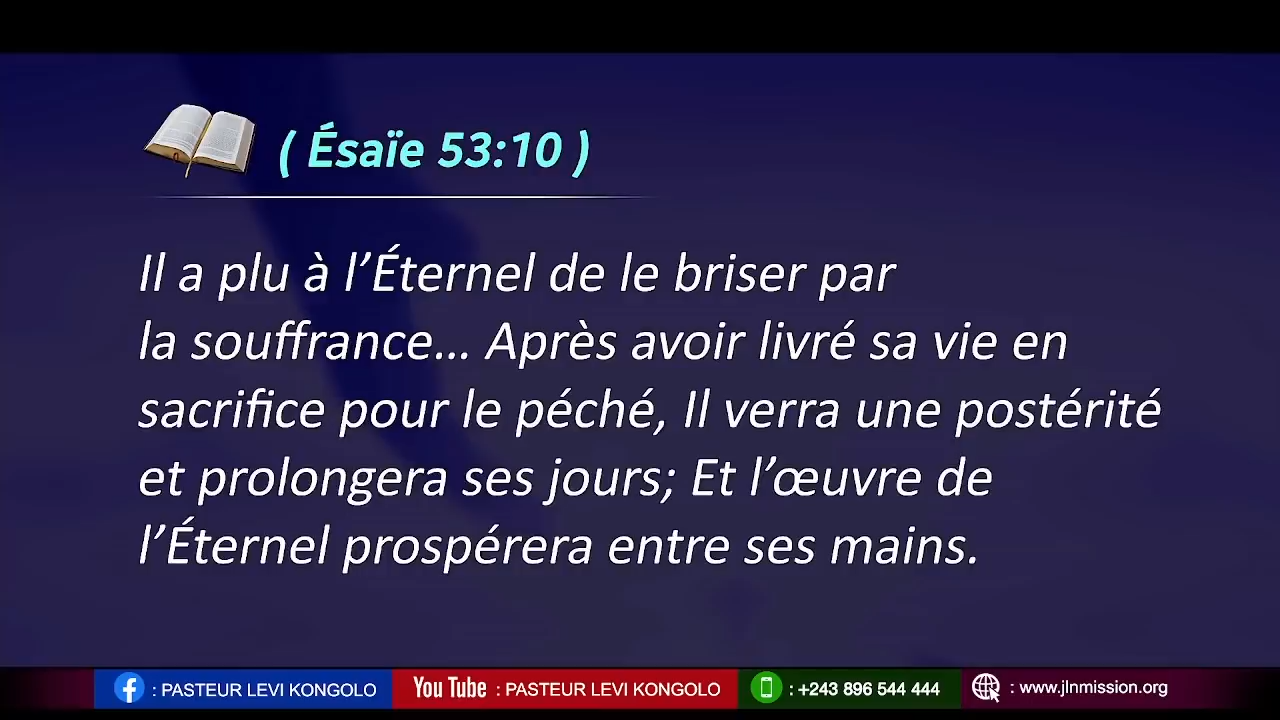 ( Ésaïe 53:10 )
Il a plu à l’Éternel de le briser par
la souffrance… Après avoir livré sa vie en
sacrifice pour le péché, Il verra une postérité
et prolongera ses jours; Et l’œuvre de
l’Éternel prospérera entre ses mains.
: PASTEUR LEVI KONGOLO You Tube : PASTEUR LEVI KONGOLO : +243 896 544 444 : www.jlnmission.org